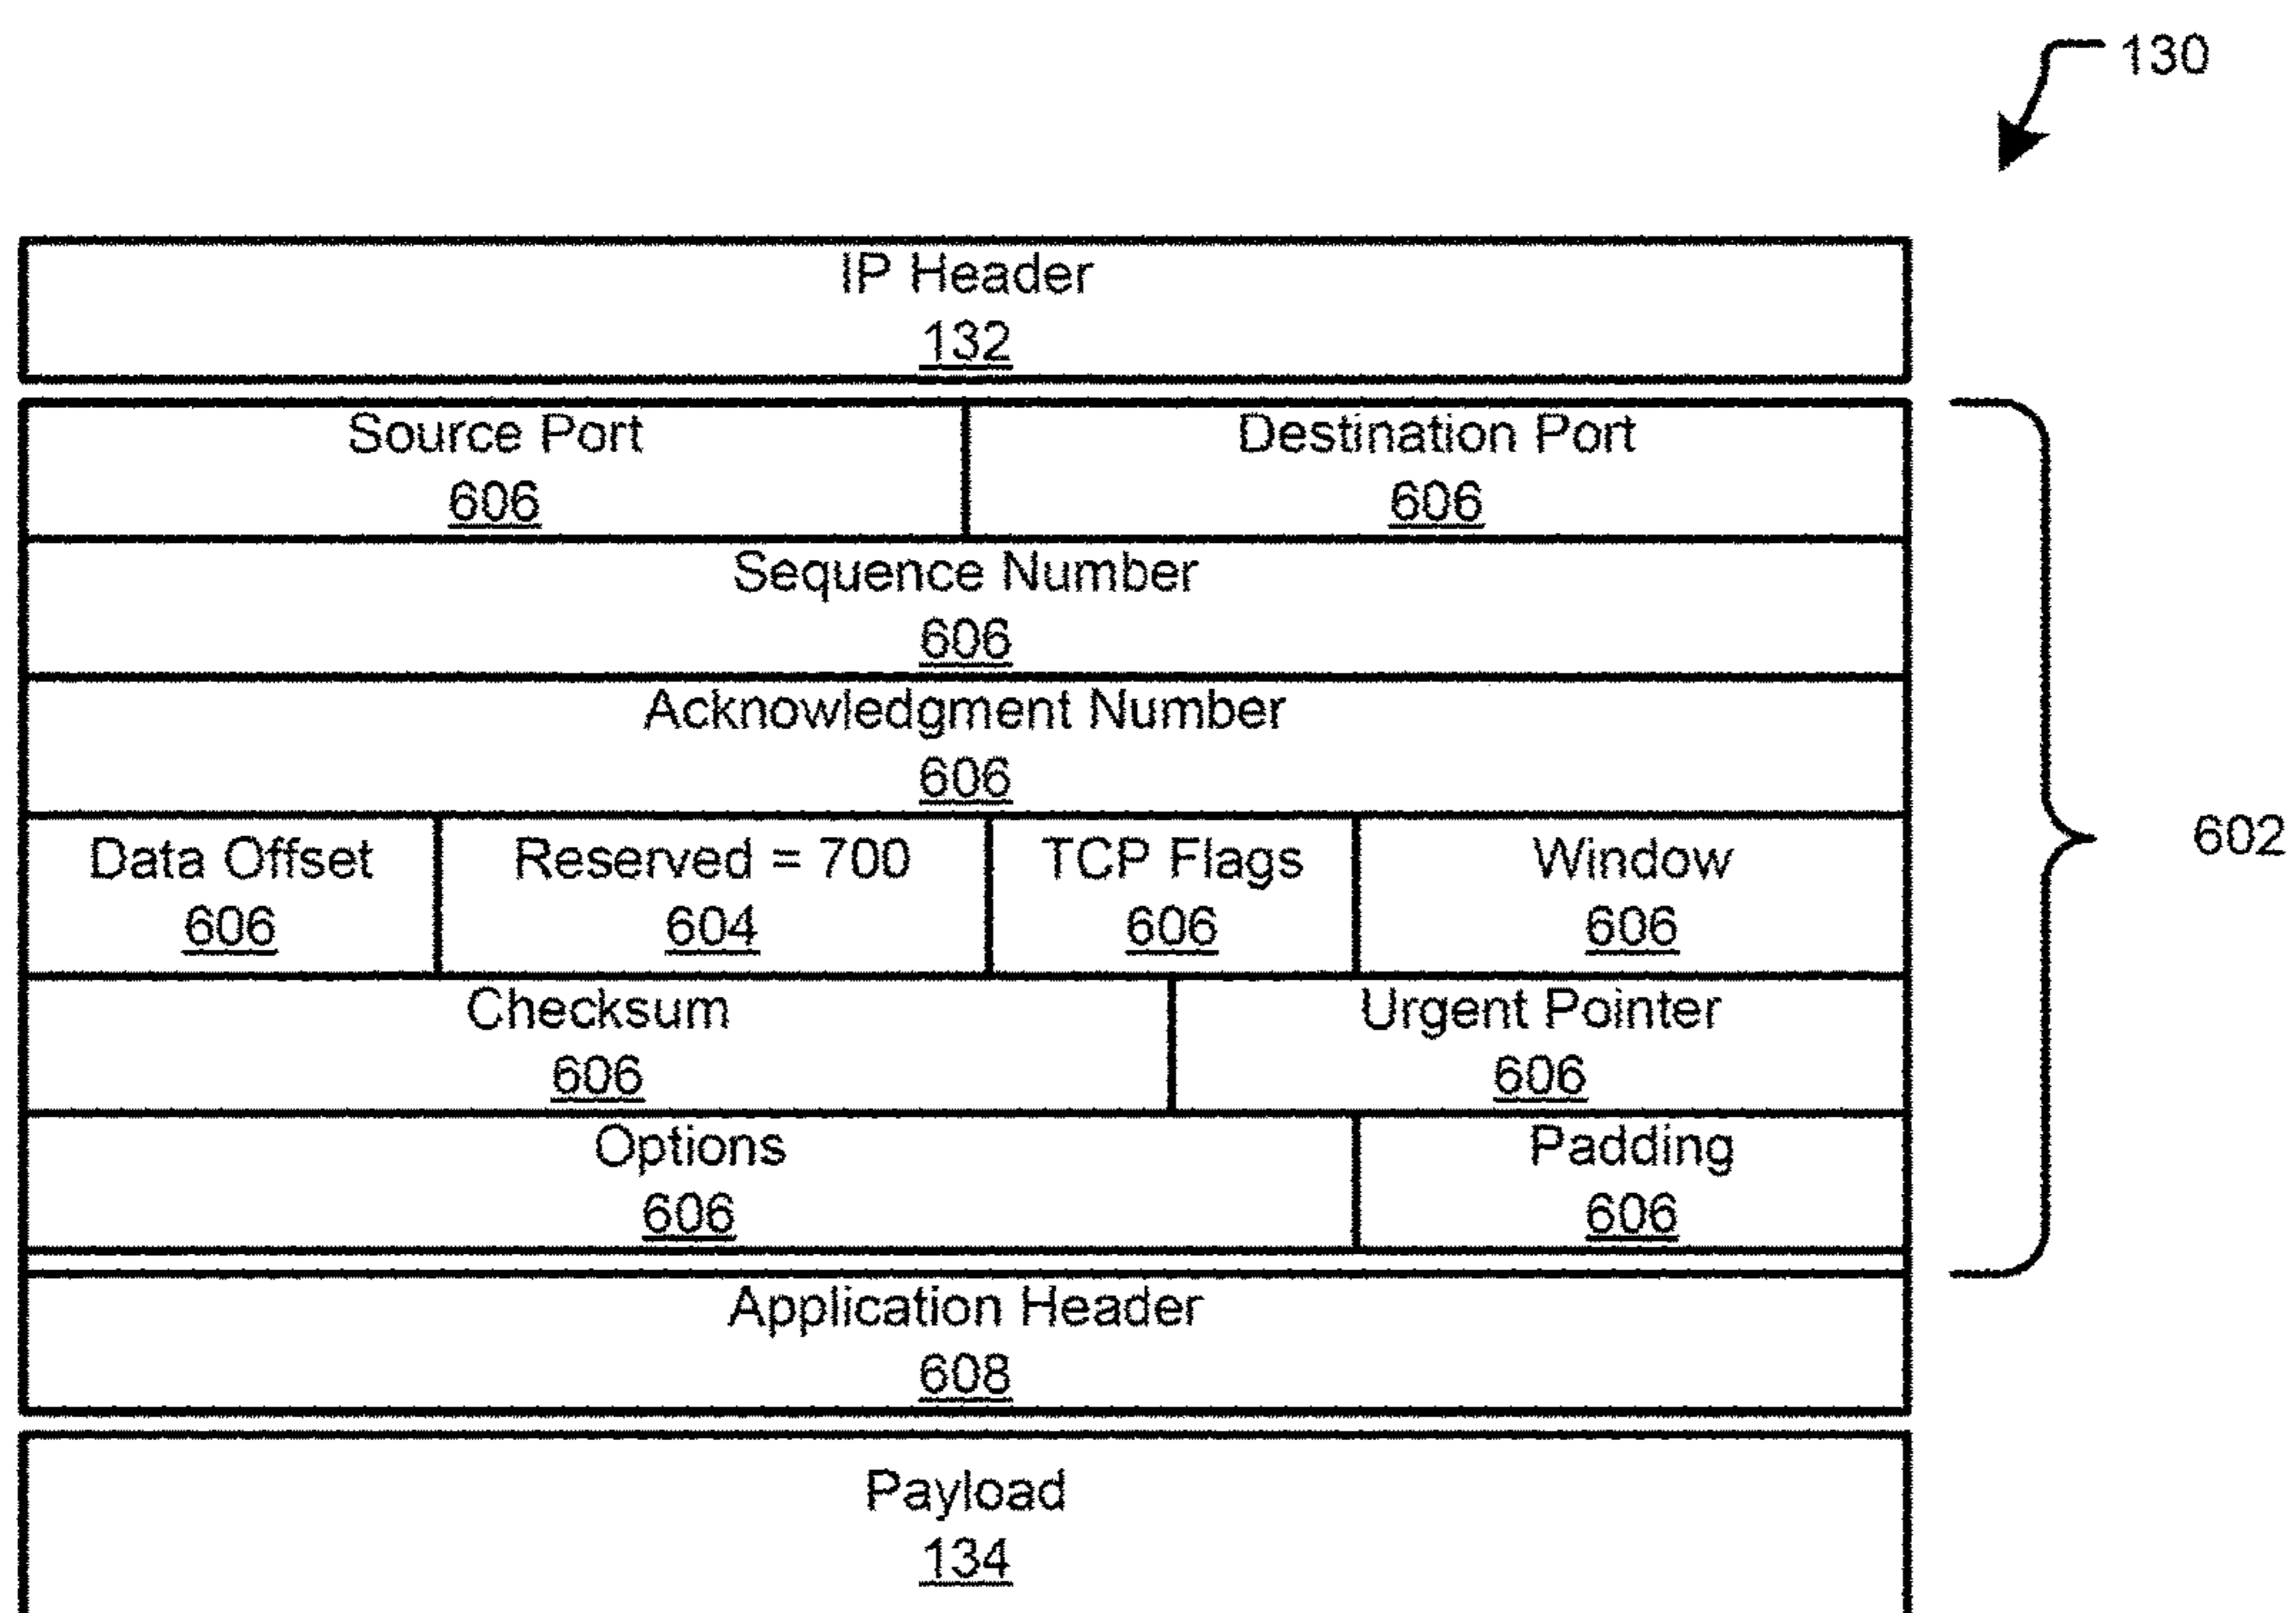 130
IP Header
132
Source Port
606
Destination Port
606
Sequence Number
606
Acknowledgment Number
606
602
Data Offset
606
Reserved = 700
604
TCP Flags
606
Window
606
Checksum
606
Urgent Pointer
606
Options
606
Padding
606
Application Header
608
Payload
134